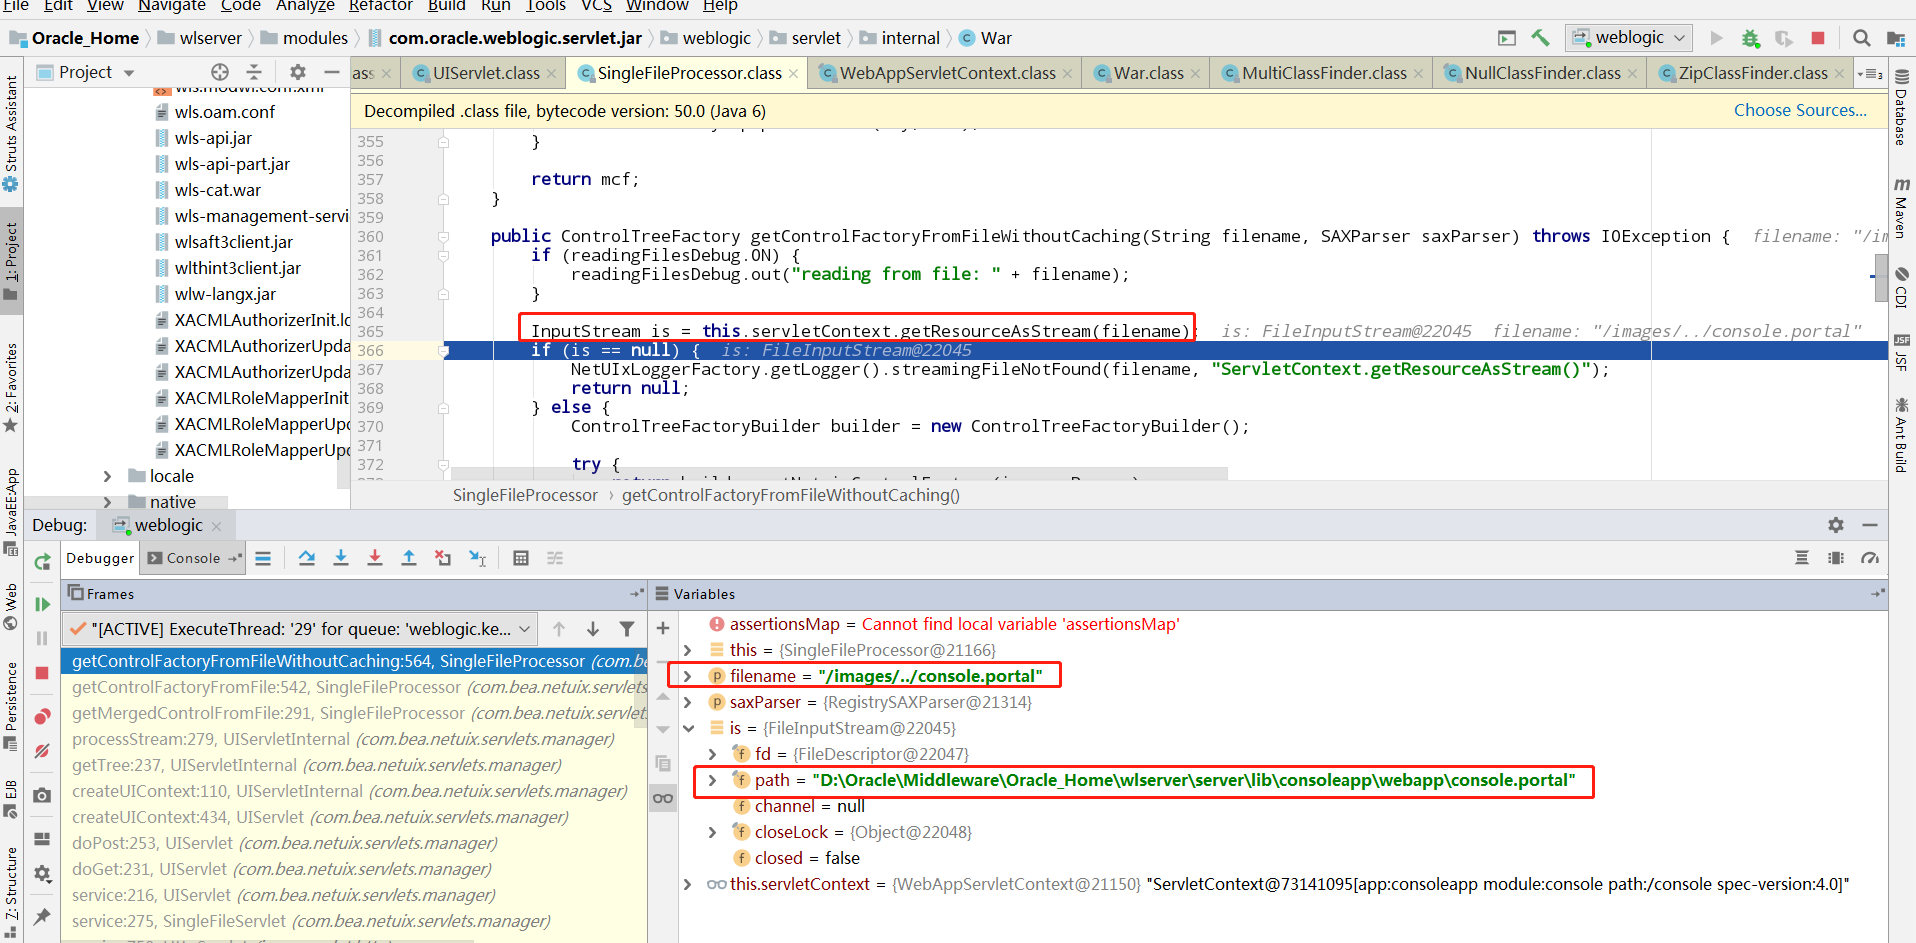 File Edit View Navigate Code Analyze Refactor Build Run Tools VCS Window Help
Oracle_Home wlserver modules com.oracle.weblogic.servlet.jar weblogic servlet internal War weblogic
Project
ass UIServlet.class SingleFileProcessor.class WebAppServletContext.class War.class MultiClassFinder.class NullClassFinder.class ZipClassFinder.class 3
Decompiled .class file, bytecode version: 50.0 (Java 6) Choose Sources...
wls.modwl.conf.xml
wls.oam.conf
wls-api.jar
wls-api-part.jar
wls-cat.war
wls-management-servi
wlsaft3client.jar
wlthint3client.jar
wlw-langx.jar
XACMLAuthorizerInit.lo
XACMLAuthorizerUpda
XACMLAuthorizerUpda
XACMLRoleMapperInit
XACMLRoleMapperUpd
XACMLRoleMapperUpd
locale
native
355 }
356
357 return mcf;
358 }
359
360 public ControlTreeFactory getControlFactoryFromFileWithoutCaching(String filename, SAXParser saxParser) throws IOException { filename: "/im
361 if (readingFilesDebug.ON) {
362 readingFilesDebug.out("reading from file: " + filename);
363 }
364
365 InputStream is = this.servletContext.getResourceAsStream(filename); is: FileInputStream@22045 filename: "/images/../console.portal"
366 if (is == null) { is: FileInputStream@22045
367 NetUIxLoggerFactory.getLogger().streamingFileNotFound(filename, "ServletContext.getResourceAsStream()");
368 return null;
369 } else {
370 ControlTreeFactoryBuilder builder = new ControlTreeFactoryBuilder();
371
372 try {
SingleFileProcessor › getControlFactoryFromFileWithoutCaching()
Struts Assistant
1: Project
2: Favorites
JavaEE:App
Web
Persistence
EJB
7: Structure
Database
Maven
CDI
JSF
JSF
Ant Build
Debug: weblogic
Debugger Console
Frames
"[ACTIVE] ExecuteThread: '29' for queue: 'weblogic.ke...
getControlFactoryFromFileWithoutCaching:564, SingleFileProcessor (com.be
getControlFactoryFromFile:542, SingleFileProcessor (com.bea.netuix.servlets
getMergedControlFromFile:291, SingleFileProcessor (com.bea.netuix.servlets
processStream:279, UIServletInternal (com.bea.netuix.servlets.manager)
getTree:237, UIServletInternal (com.bea.netuix.servlets.manager)
createUIContext:110, UIServletInternal (com.bea.netuix.servlets.manager)
createUIContext:434, UIServlet (com.bea.netuix.servlets.manager)
doPost:253, UIServlet (com.bea.netuix.servlets.manager)
doGet:231, UIServlet (com.bea.netuix.servlets.manager)
service:216, UIServlet (com.bea.netuix.servlets.manager)
service:275, SingleFileServlet (com.bea.netuix.servlets.manager)
Variables
assertionsMap = Cannot find local variable 'assertionsMap'
this = {SingleFileProcessor@21166}
p filename = "/images/../console.portal"
p saxParser = {RegistrySAXParser@21314}
is = {FileInputStream@22045}
f fd = {FileDescriptor@22047}
f path = "D:\Oracle\Middleware\Oracle_Home\wlserver\server\lib\consoleapp\webapp\console.portal"
f channel = null
f closeLock = {Object@22048}
f closed = false
this.servletContext = {WebAppServletContext@21150} "ServletContext@73141095[app:consoleapp module:console path:/console spec-version:4.0]"